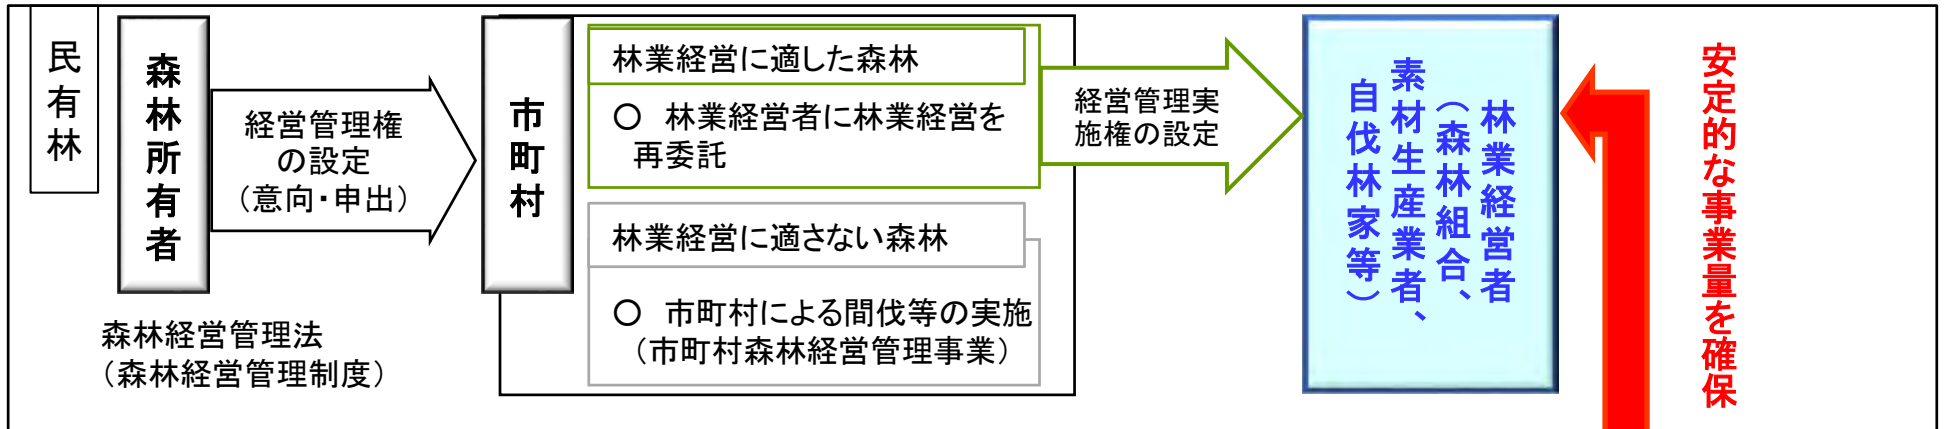 民有林
森林所有者
経営管理権
の設定
（意向・申出）
森林経営管理法
（森林経営管理制度）
市町村
林業経営に適した森林
○ 林業経営者に林業経営を
再委託
林業経営に適さない森林
○ 市町村による間伐等の実施
（市町村森林経営管理事業）
経営管理実
施権の設定
林業経営者
（森林組合、
素材生産業者、
自伐林家等）
安定的な事業量を確保